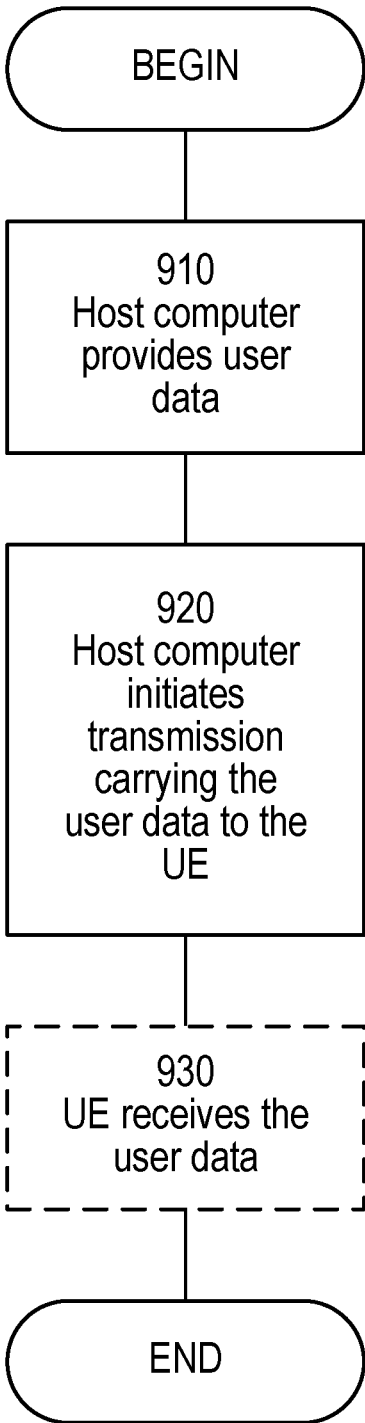 BEGIN
910
Host computer
provides user
data
920
Host computer
initiates
transmission
carrying the
user data to the
UE
930
UE receives the
user data
END